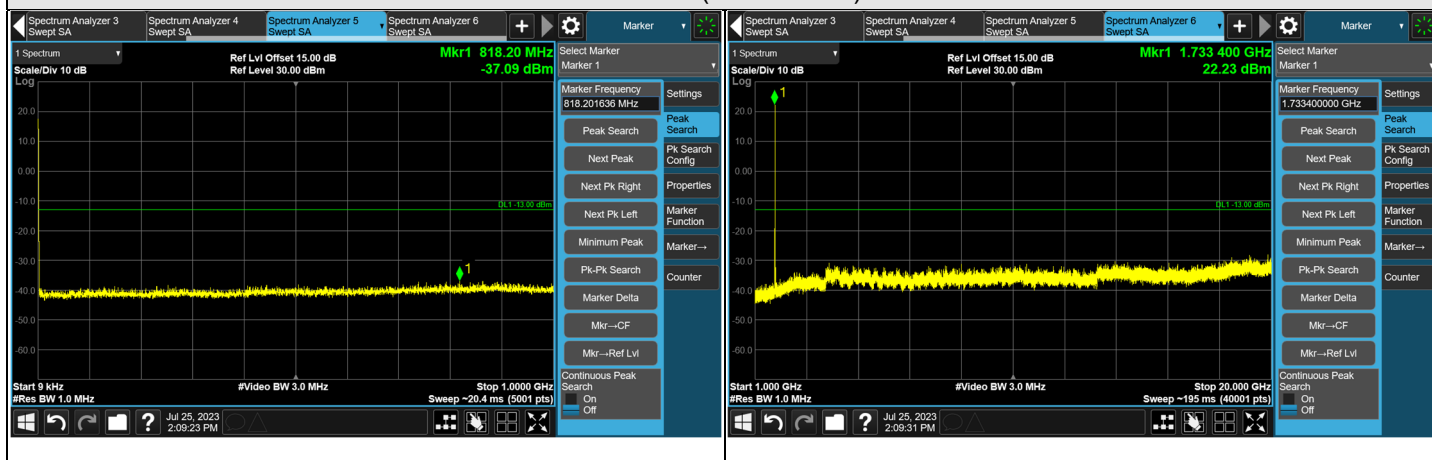 Spectrum Analyzer 3
Swept SA
Spectrum Analyzer 4
Swept SA
Spectrum Analyzer 5
Swept SA
Spectrum Analyzer 6
Swept SA
Marker
1 Spectrum
Scale/Div 10 dB
Log
Ref Lvl Offset 15.00 dB
Ref Level 30.00 dBm
Mkr1 818.20 MHz
-37.09 dBm
20.0
10.0
0.00
-10.0
-20.0
-30.0
-40.0
-50.0
-60.0
DL1 -13.00 dBm
1
Start 9 kHz
#Res BW 1.0 MHz
#Video BW 3.0 MHz
Stop 1.0000 GHz
Sweep ~20.4 ms (5001 pts)
Select Marker
Marker 1
Marker Frequency
818.201636 MHz
Peak Search
Next Peak
Next Pk Right
Next Pk Left
Minimum Peak
Pk-Pk Search
Marker Delta
Mkr→CF
Mkr→Ref Lvl
Continuous Peak
Search
On
Off
Settings
Peak
Search
Pk Search
Config
Properties
Marker
Function
Marker→
Counter
?
Jul 25, 2023
2:09:23 PM
Spectrum Analyzer 3
Swept SA
Spectrum Analyzer 4
Swept SA
Spectrum Analyzer 5
Swept SA
Spectrum Analyzer 6
Swept SA
Marker
1 Spectrum
Scale/Div 10 dB
Log
Ref Lvl Offset 15.00 dB
Ref Level 30.00 dBm
Mkr1 1.733 400 GHz
22.23 dBm
1
20.0
10.0
0.00
-10.0
-20.0
-30.0
-40.0
-50.0
-60.0
DL1 -13.00 dBm
Start 1.000 GHz
#Res BW 1.0 MHz
#Video BW 3.0 MHz
Stop 20.000 GHz
Sweep ~195 ms (40001 pts)
Select Marker
Marker 1
Marker Frequency
1.733400000 GHz
Peak Search
Next Peak
Next Pk Right
Next Pk Left
Minimum Peak
Pk-Pk Search
Marker Delta
Mkr→CF
Mkr→Ref Lvl
Continuous Peak
Search
On
Off
Settings
Peak
Search
Pk Search
Config
Properties
Marker
Function
Marker→
Counter
?
Jul 25, 2023
2:09:31 PM